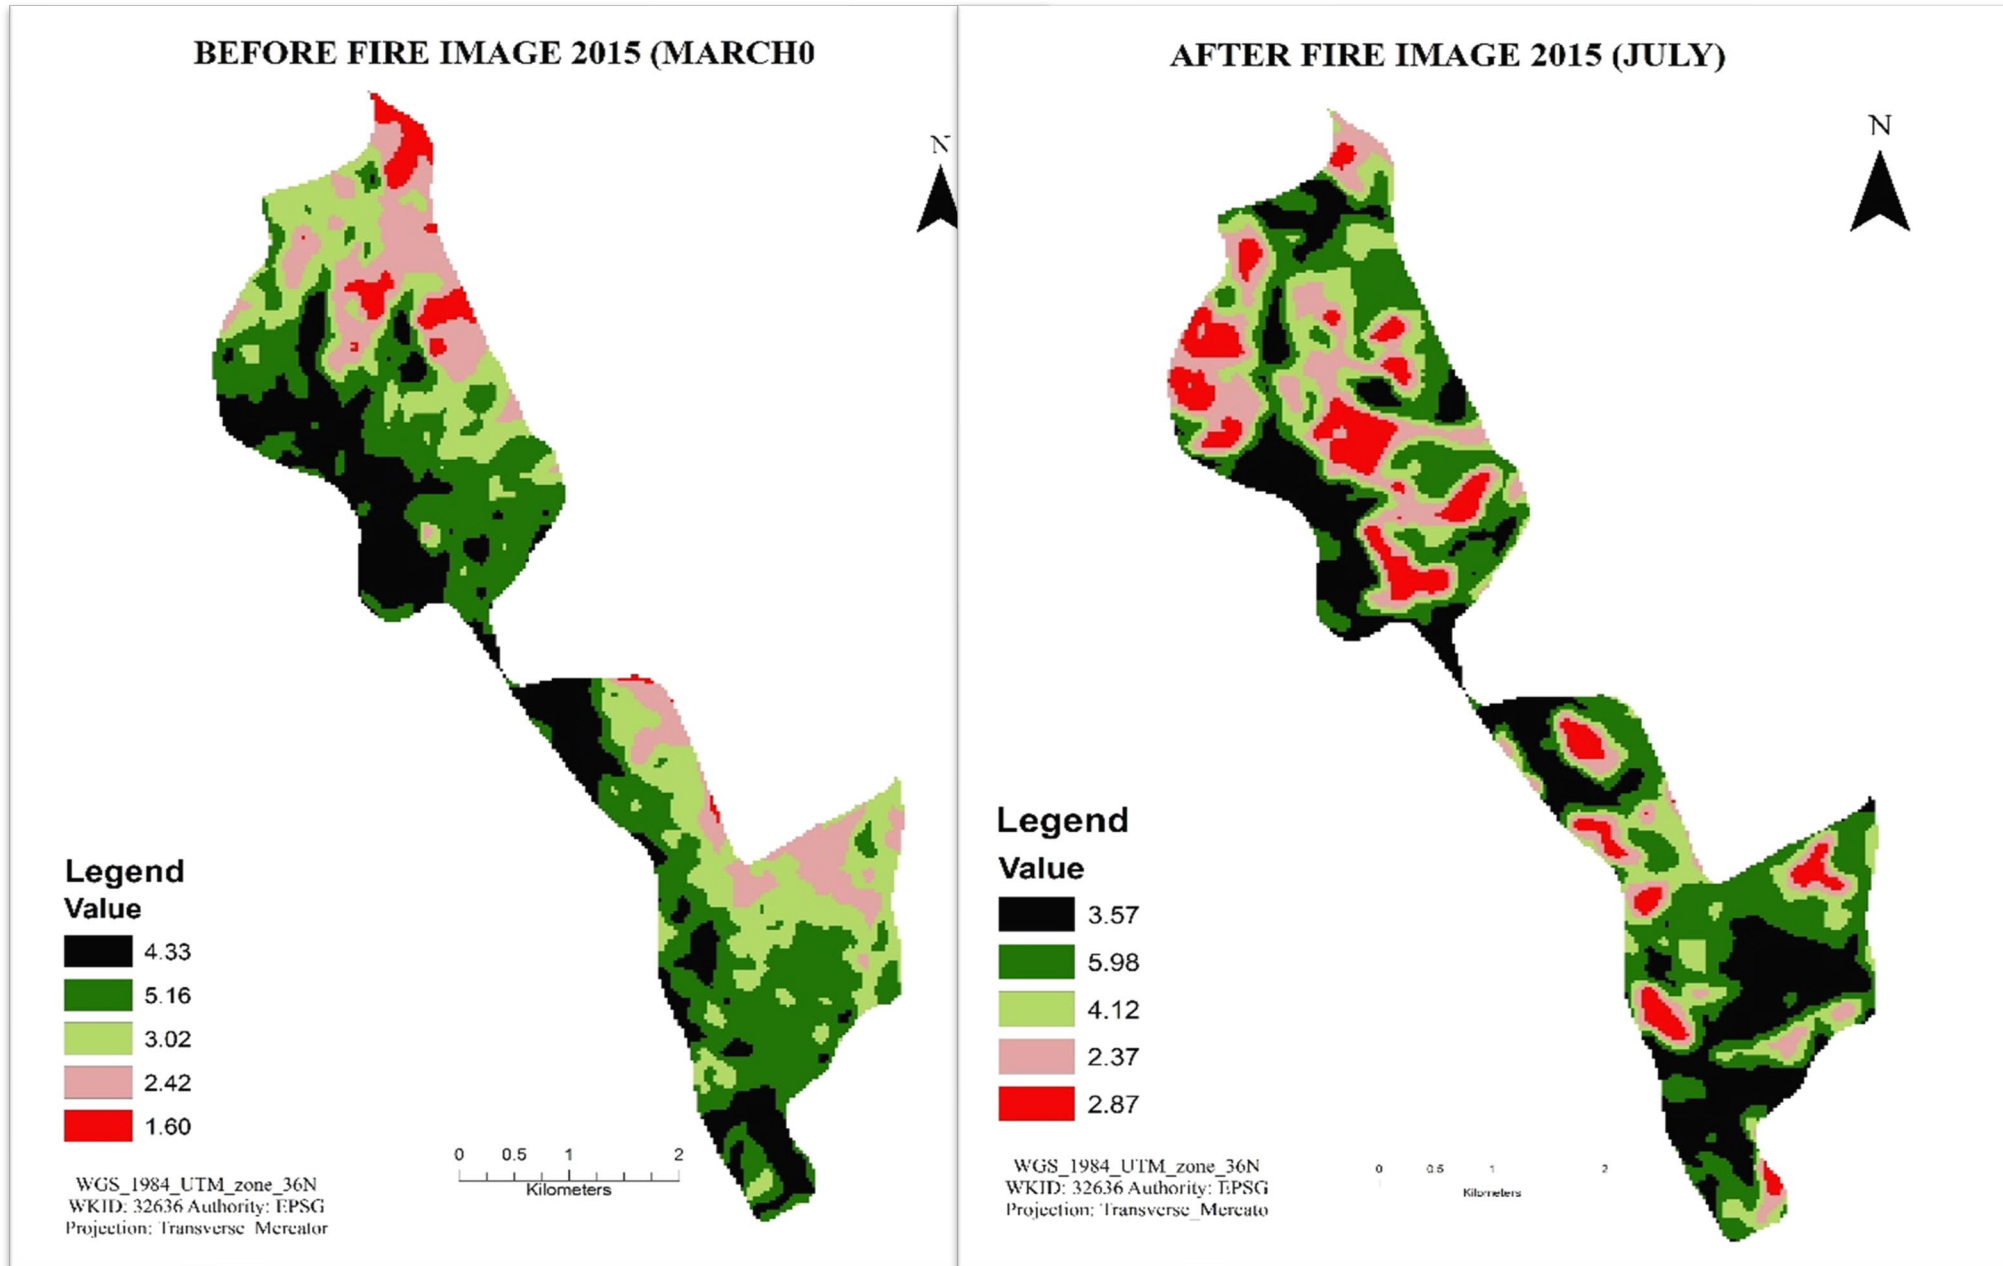 BEFORE FIRE IMAGE 2015 (MARCH0
N
Legend
Value
4.33
5.16
3.02
2.42
1.60
0 0.5 1 2
Kilometers
WGS_1984_UTM_zone_36N
WKID: 32636 Authority: EPSG
Projection: Transverse_Mercator
AFTER FIRE IMAGE 2015 (JULY)
N
Legend
Value
3.57
5.98
4.12
2.37
2.87
0 0.5 1 2
Kilometers
WGS_1984_UTM_zone_36N
WKID: 32636 Authority: EPSG
Projection: Transverse_Mercato